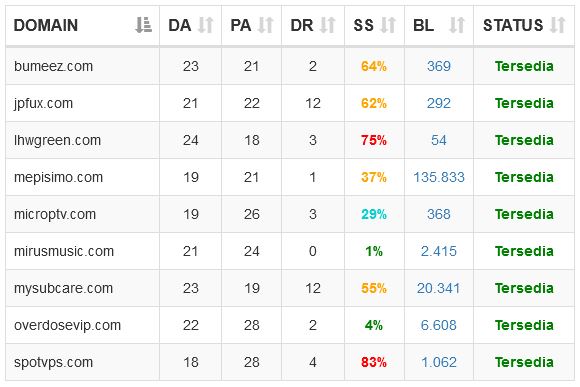 DOMAIN DA PA DR SS BL STATUS
bumeez.com 23 21 2 64% 369 Tersedia
jpfux.com 21 22 12 62% 292 Tersedia
lhwgreen.com 24 18 3 75% 54 Tersedia
mepisimo.com 19 21 1 37% 135.833 Tersedia
microptv.com 19 26 3 29% 368 Tersedia
mirusmusic.com 21 24 0 1% 2.415 Tersedia
mysubcare.com 23 19 12 55% 20.341 Tersedia
overdosevip.com 22 28 2 4% 6.608 Tersedia
spotvps.com 18 28 4 83% 1.062 Tersedia